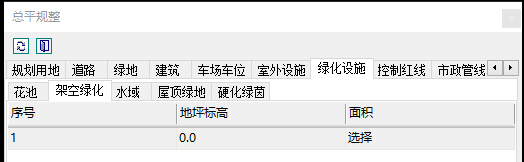 总平规整
规划用地 道路 绿地 建筑 车场车位 室外设施 绿化设施 控制红线 市政管线
花池 架空绿化 水域 屋顶绿地 硬化绿茵
序号 地坪标高 面积
1 0.0 选择